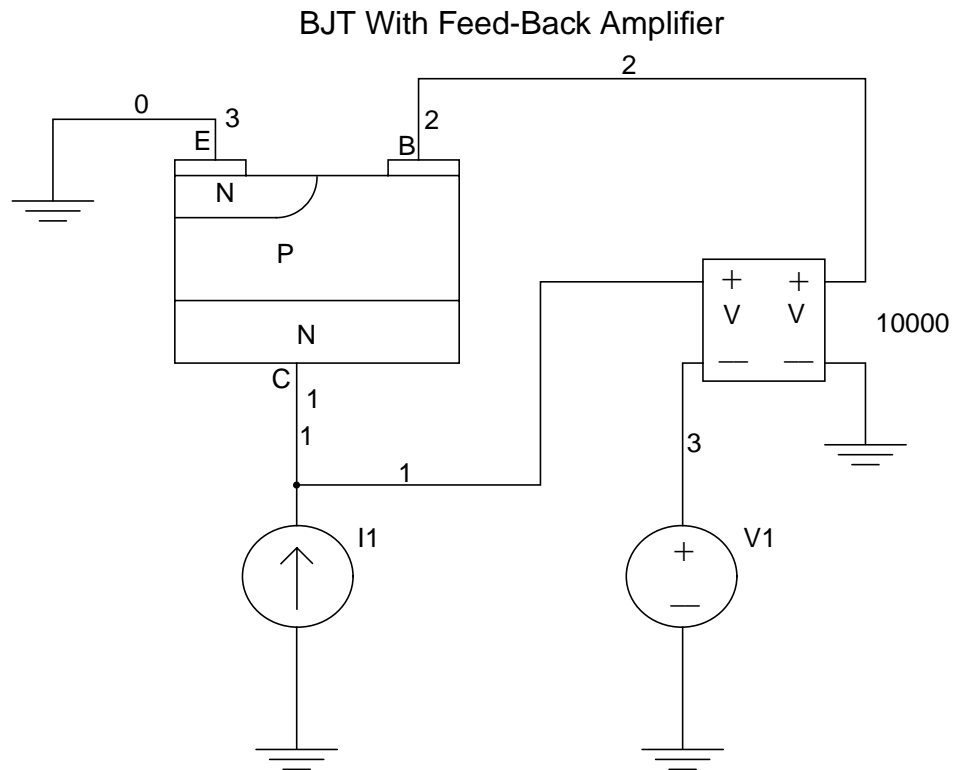 BJT With Feed-Back Amplifier
2
0
3
2
E
B
N
P
N
C
1
1
1
+ +
V V
— —
10000
3
I1
V1
+
—